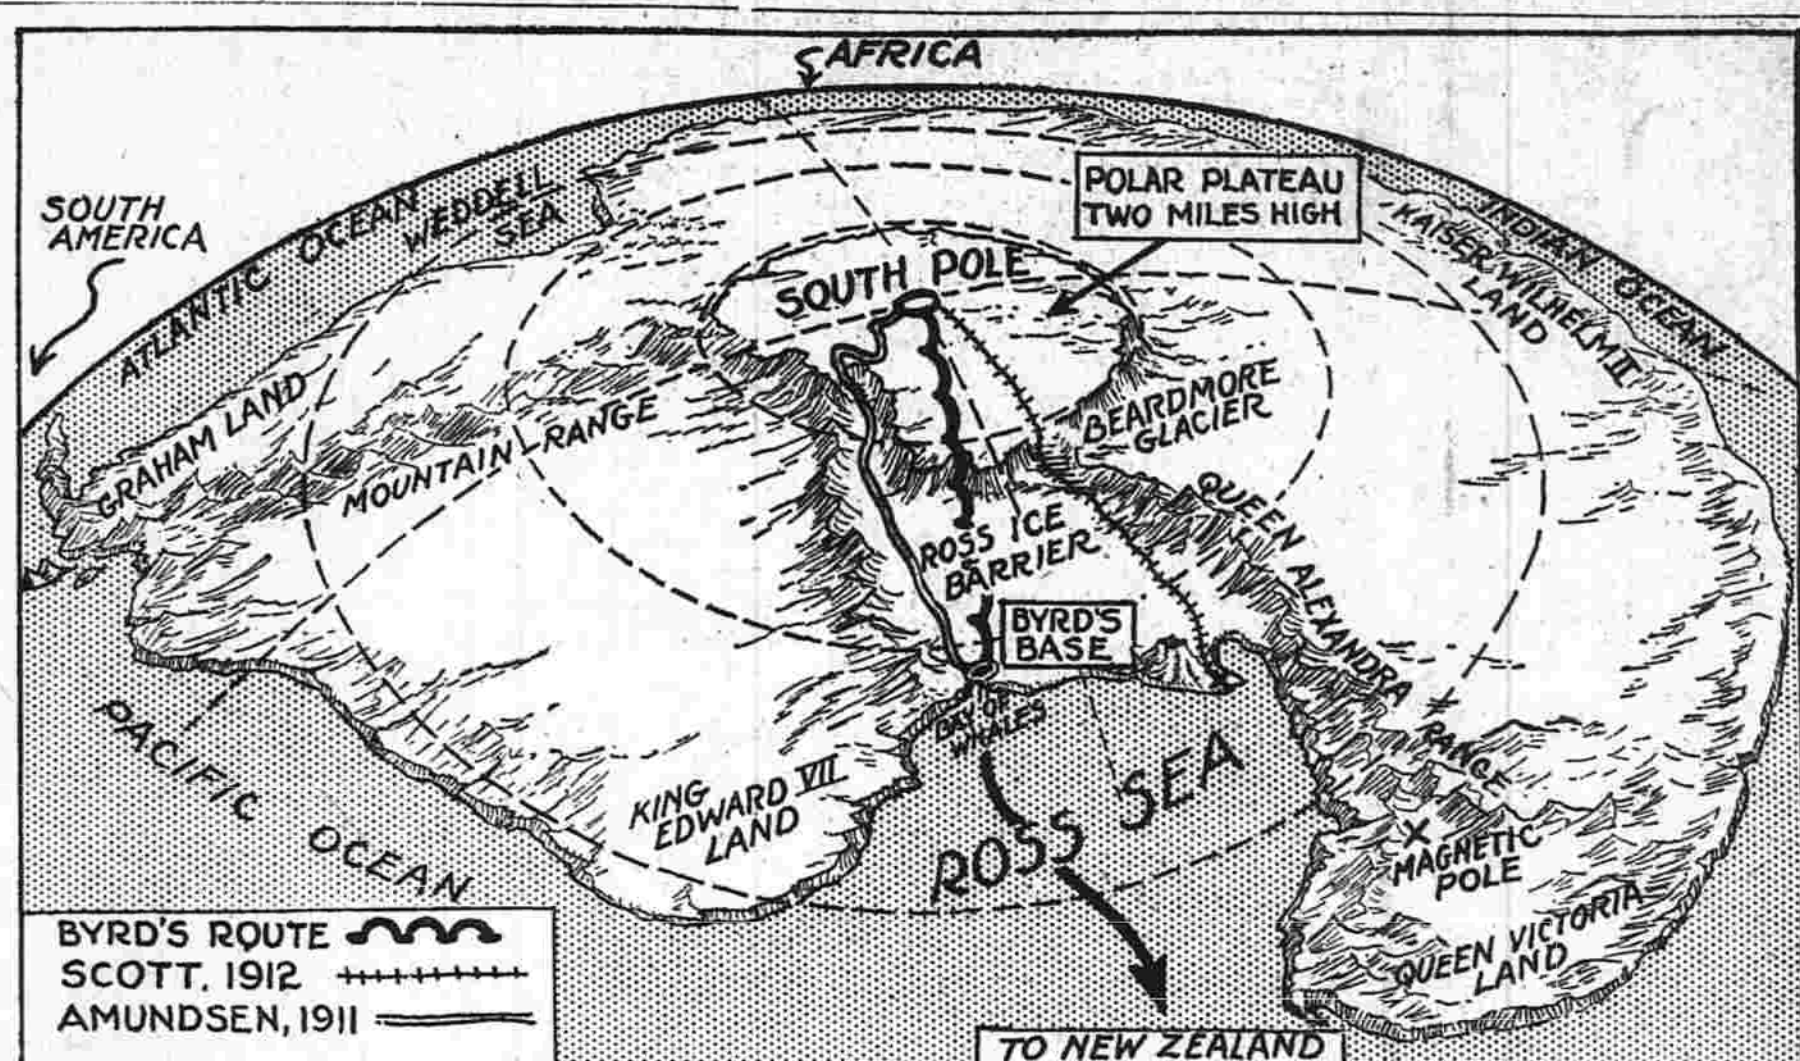 AFRICA
SOUTH
AMERICA
ATLANTIC OCEAN
WEDDELL
SEA
POLAR PLATEAU
TWO MILES HIGH
INDIAN OCEAN
KAISER WILHELM II
LAND
SOUTH POLE
GRAHAM LAND
MOUNTAIN RANGE
BEARDMORE
GLACIER
QUEEN ALEXANDRA RANGE
ROSS ICE
BARRIER
BYRD'S
BASE
BAY OF
WHALES
PACIFIC OCEAN
KING
EDWARD VII
LAND
ROSS SEA
X
MAGNETIC
POLE
QUEEN VICTORIA
LAND
BYRD'S ROUTE
SCOTT, 1912
AMUNDSEN, 1911
TO NEW ZEALAND